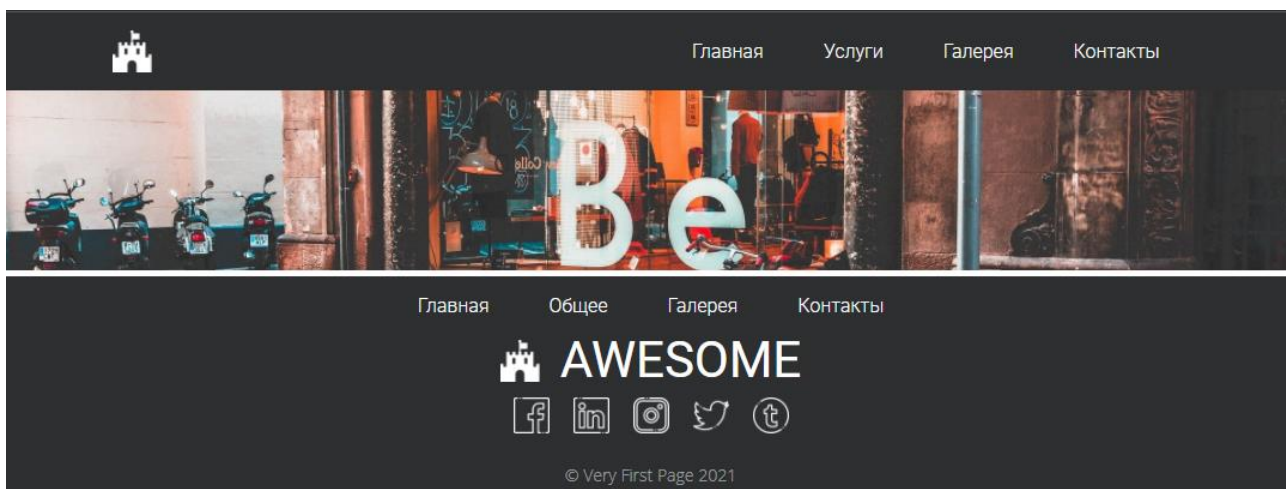 Главная Услуги Галерея Контакты
Be
Главная Общее Галерея Контакты
AWESOME
© Very First Page 2021